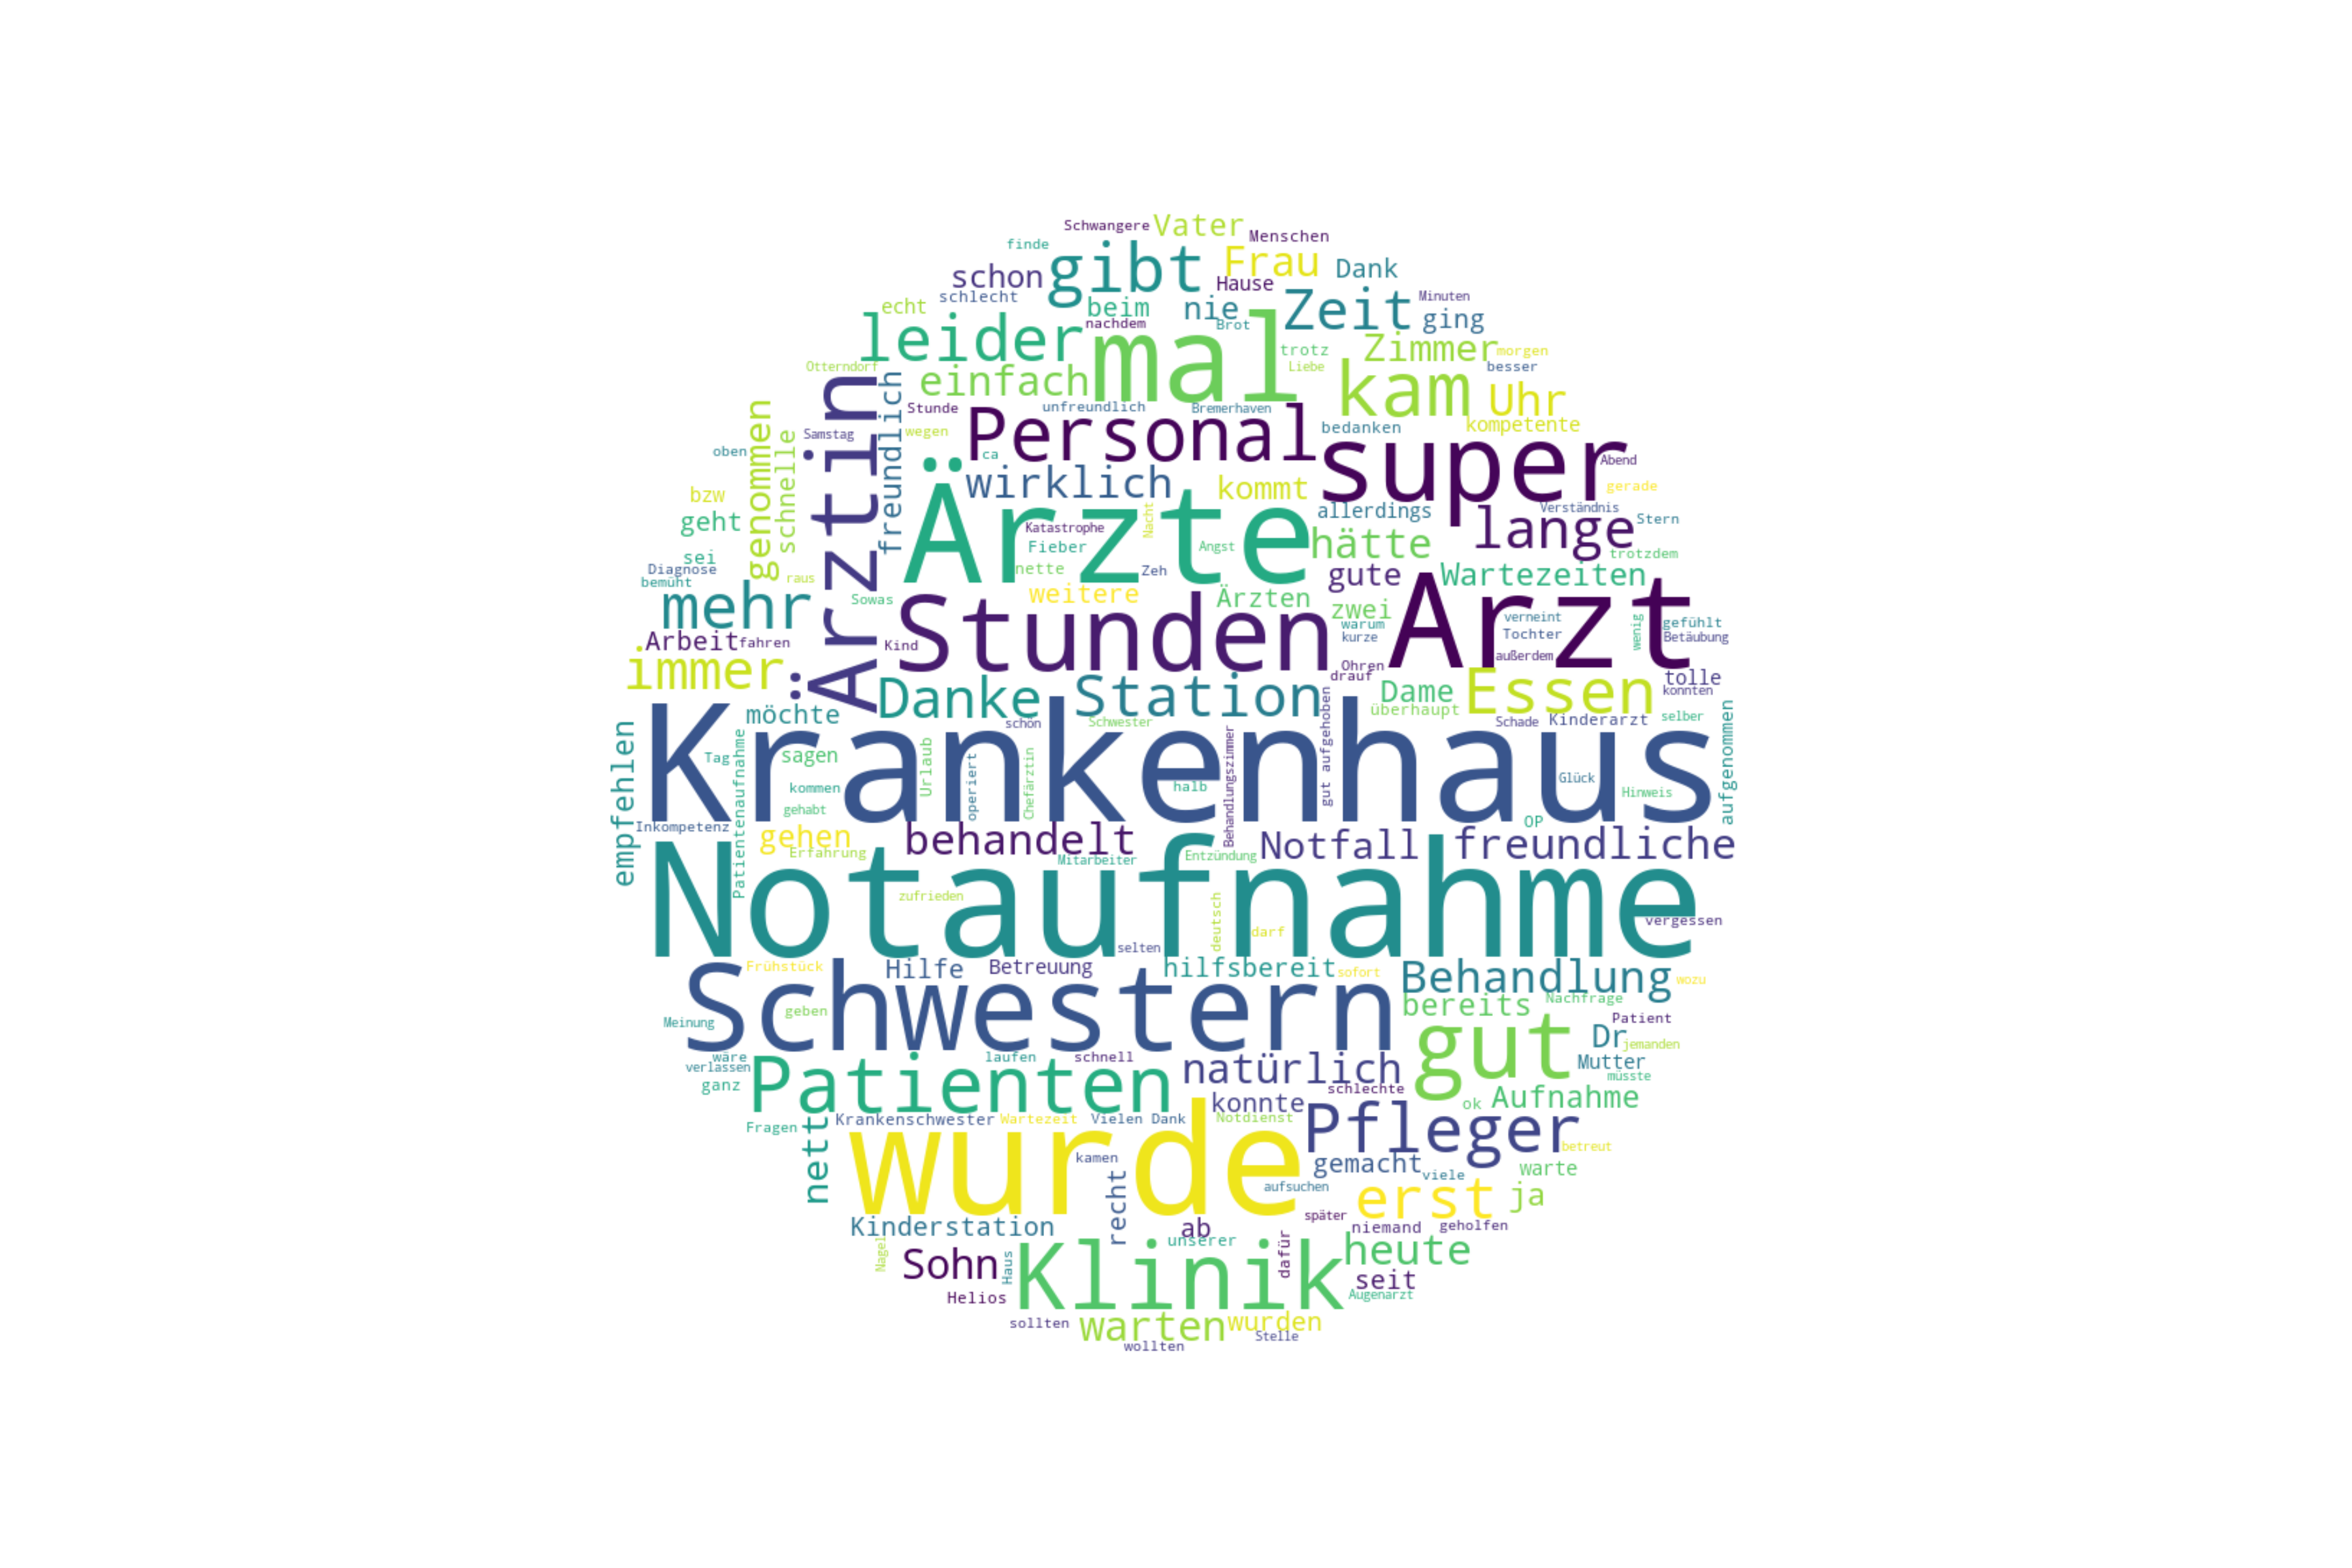 Schwangere Vater Menschen
finde gibt Frau Dank
schon Hause
schlecht beim nie Zeit Minuten
echt leider nachdem Brot ging
mal trotz Zimmer morgen
Otterndorf einfach Liebe kam besser
Ärztin freundlich Uhr
genommen Stunde unfreundlich Bremerhaven
Samstag wegen Personal bedanken kompetente
schnelle oben ca super Abend
bzw wirklich kommt gerade
geht Ärzte allerdings Verständnis Stern
Katastrophe Nacht lange
sei Fieber Angst hätte trotzdem
Diagnose bemüht raus nette Zeh gute Wartezeiten
mehr Sowas weitere Ärzten zwei Arzt
Stunden warum verneint wenig gefühlt
Arbeit fahren Kind kurze Tochter Betäubung
immer Ohren außerdem
drauf tolle
Danke Station Dame Essen konnten
möchte überhaupt
schön Schwester Schade Kinderarzt selber
empfehlen Krankenhaus aufgenommen
Patientenaufnahme Tag sagen Urlaub operiert Chefärztin Behandlungszimmer gut aufgehoben
kommen halb Glück Hinweis
gehabt
Inkompetenz gehen behandelt OP
Erfahrung Mitarbeiter Entzündung Notfall freundliche
Notaufnahme
zufrieden deutsch darf vergessen
selten
Frühstück Hilfe Betreuung hilfsbereit sofort Behandlung wozu
Schwestern bereits Nachfrage
Meinung geben gut Patient
Dr jemanden
wäre laufen schnell natürlich Mutter
verlassen Patienten müsste
ganz schlechte
konnte ok Aufnahme
Fragen Krankenschwester Wartezeit Vielen Dank Notdienst Pfleger
nett wurde betreut
kamen gemacht viele warte
recht aufsuchen erst ja
Kinderstation ab später niemand geholfen
Nagel unserer dafür heute
Sohn Haus Klinik seit
Helios Augenarzt
sollten warten wurden
wollten Stelle